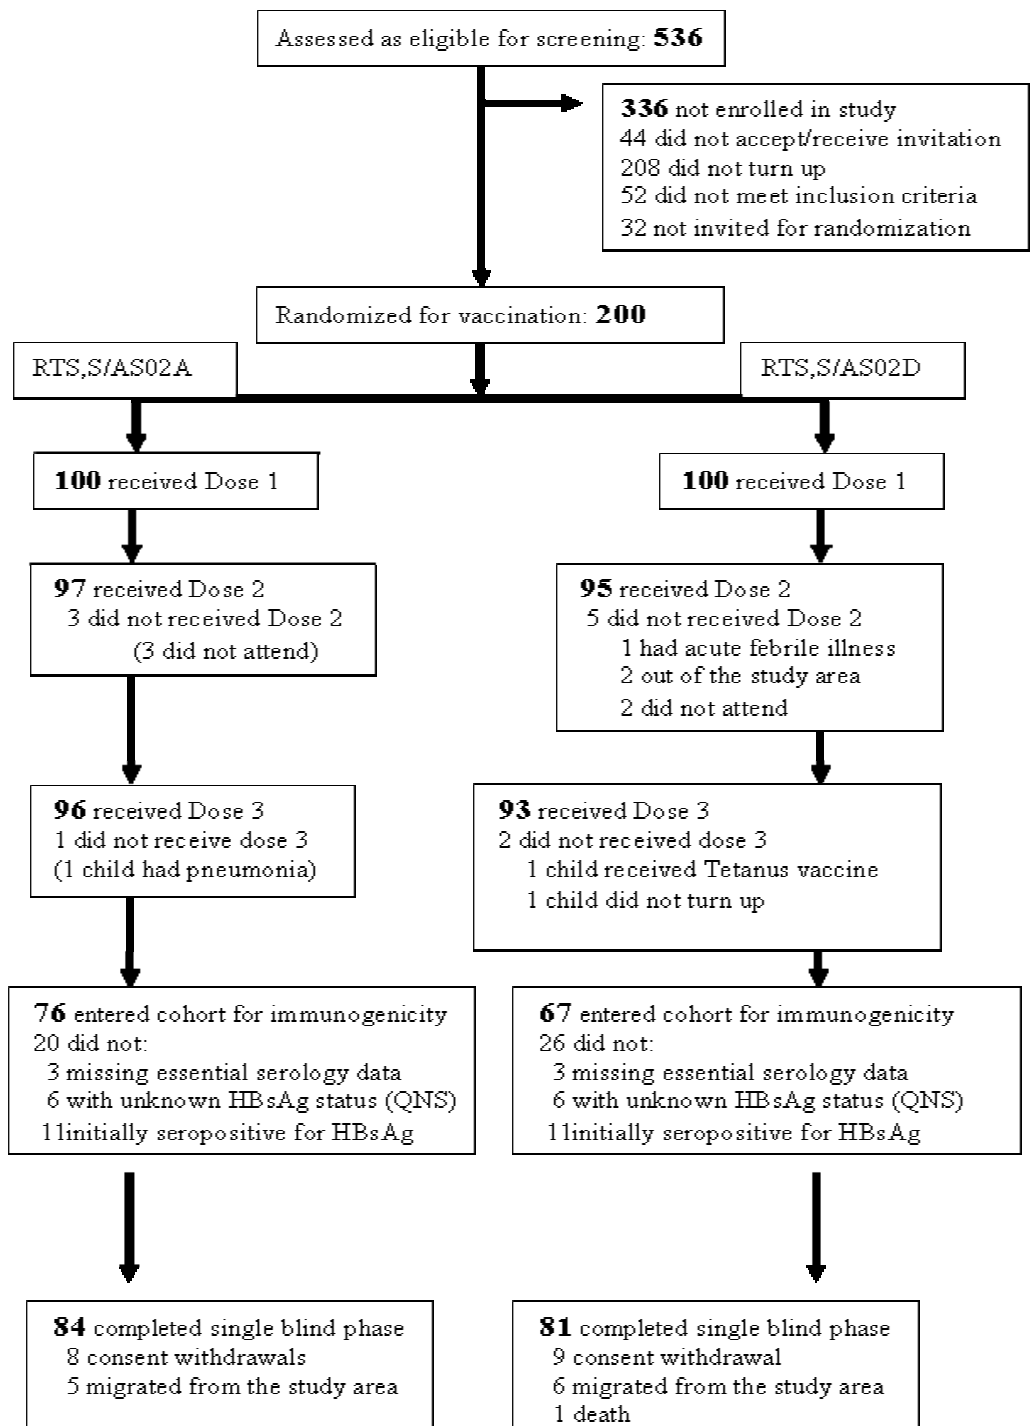 Assessed as eligible for screening: 536
336 not enrolled in study
44 did not accept/receive invitation
208 did not turn up
52 did not meet inclusion criteria
32 not invited for randomization
Randomized for vaccination: 200
RTS,S/AS02A
RTS,S/AS02D
100 received Dose 1
100 received Dose 1
97 received Dose 2
3 did not received Dose 2
(3 did not attend)
95 received Dose 2
5 did not received Dose 2
1 had acute febrile illness
2 out of the study area
2 did not attend
96 received Dose 3
1 did not receive dose 3
(1 child had pneumonia)
93 received Dose 3
2 did not received dose 3
1 child received Tetanus vaccine
1 child did not turn up
76 entered cohort for immunogenicity
20 did not:
3 missing essential serology data
6 with unknown HBsAg status (QNS)
11initially seropositive for HBsAg
67 entered cohort for immunogenicity
26 did not:
3 missing essential serology data
6 with unknown HBsAg status (QNS)
11initially seropositive for HBsAg
84 completed single blind phase
8 consent withdrawals
5 migrated from the study area
81 completed single blind phase
9 consent withdrawal
6 migrated from the study area
1 death